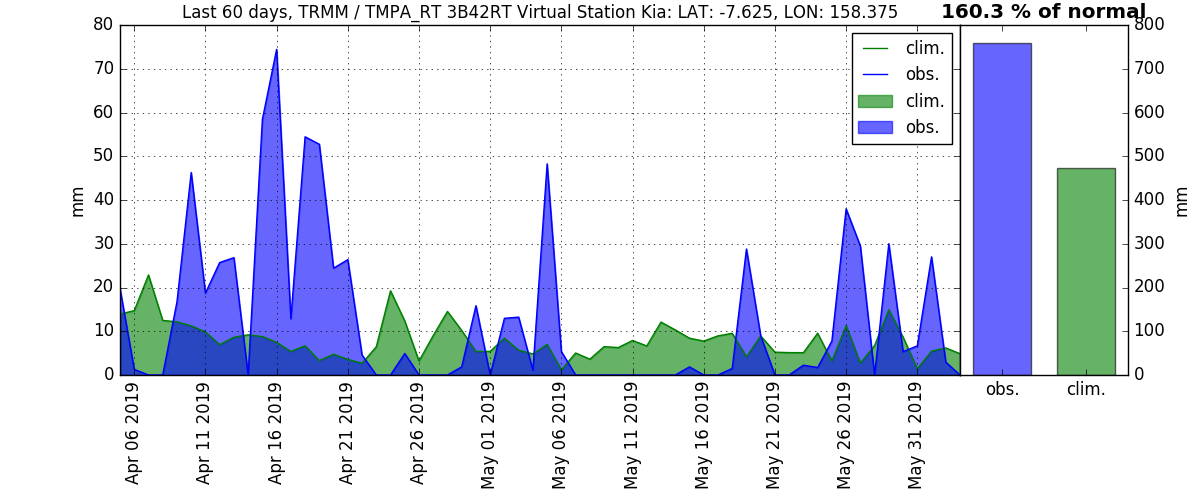 Last 60 days, TRMM / TMPA_RT 3B42RT Virtual Station Kia: LAT: -7.625, LON: 158.375
160.3 % of normal
80
70
60
50
40
30
20
10
0
mm
clim.
obs.
clim.
obs.
Apr 06 2019
Apr 11 2019
Apr 16 2019
Apr 21 2019
Apr 26 2019
May 01 2019
May 06 2019
May 11 2019
May 16 2019
May 21 2019
May 26 2019
May 31 2019
800
700
600
500
400
300
200
100
0
mm
obs.
clim.